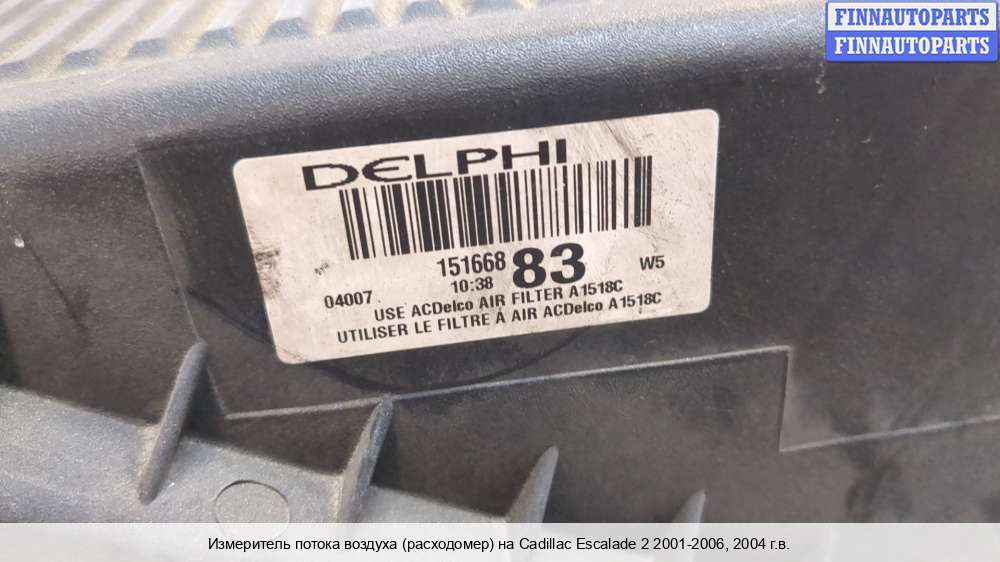 FINNAUTOPARTS
FINNAUTOPARTS
DELPHI
151668 83 W5
04007 10:38
USE ACDelco AIR FILTER A1518C
UTILISER LE FILTRE À AIR ACDelco A1518C
Измеритель потока воздуха (расходомер) на Cadillac Escalade 2 2001-2006, 2004 г.в.